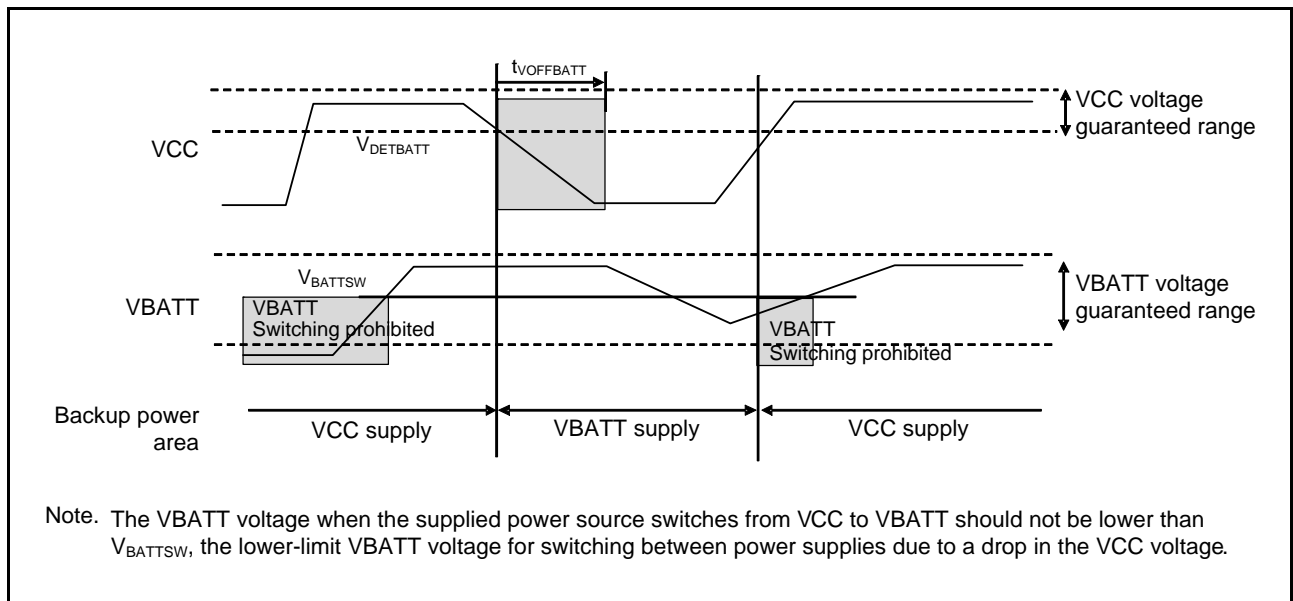 tVOFFBATT
VCC voltage
guaranteed range
VCC
VDETBATT
VBATTSW
VBATT
VBATT
Switching prohibited
VBATT voltage
guaranteed range
VBATT
Switching prohibited
Backup power
area
VCC supply
VBATT supply
VCC supply
Note. The VBATT voltage when the supplied power source switches from VCC to VBATT should not be lower than
VBATTSW, the lower-limit VBATT voltage for switching between power supplies due to a drop in the VCC voltage.